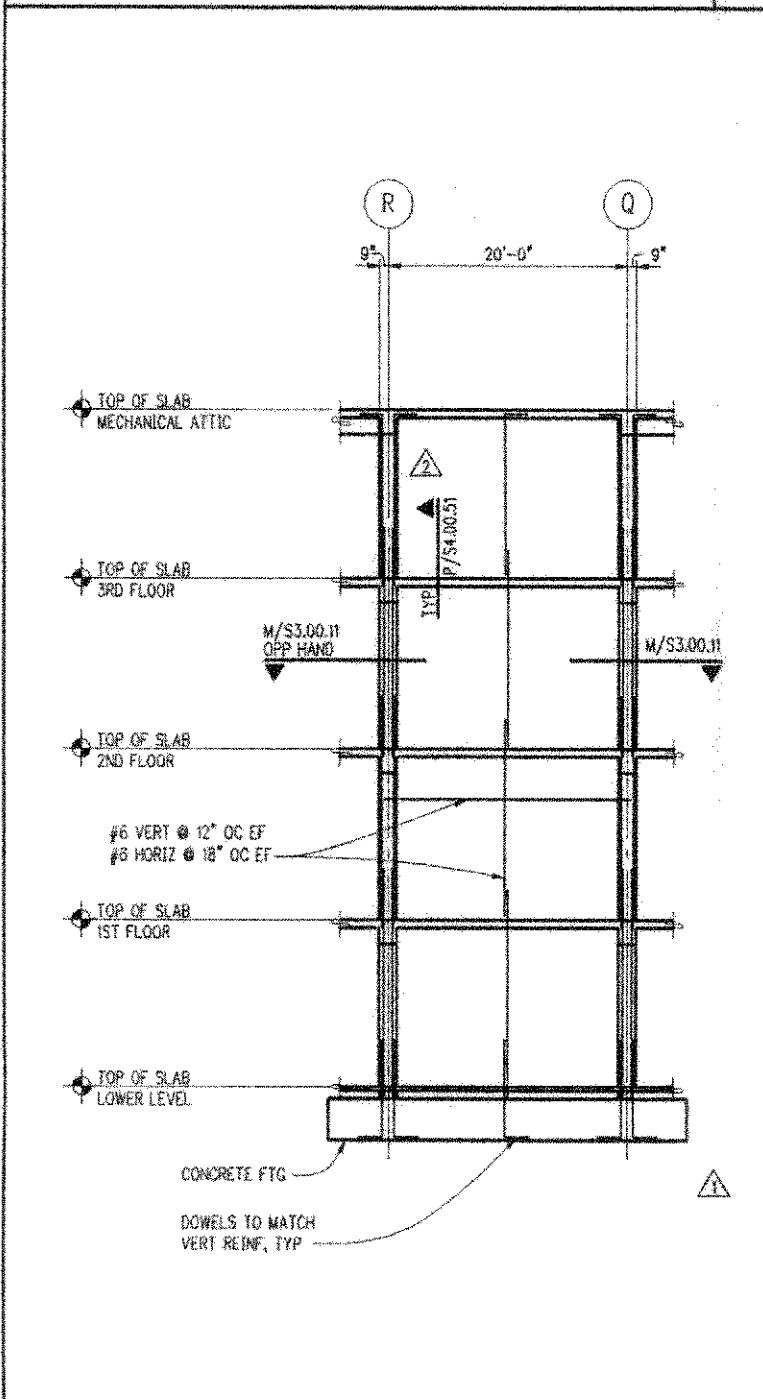 R
Q
9"
20'-0"
9"
TOP OF SLAB
MECHANICAL ATTIC
2
TYP
P/S4.00.51
TOP OF SLAB
3RD FLOOR
M/S3.00.11
OPP HAND
M/S3.00.11
TOP OF SLAB
2ND FLOOR
#6 VERT @ 12" OC EF
#6 HORIZ @ 18" OC EF
TOP OF SLAB
1ST FLOOR
TOP OF SLAB
LOWER LEVEL
CONCRETE FTG
1
DOWELS TO MATCH
VERT REINF, TYP